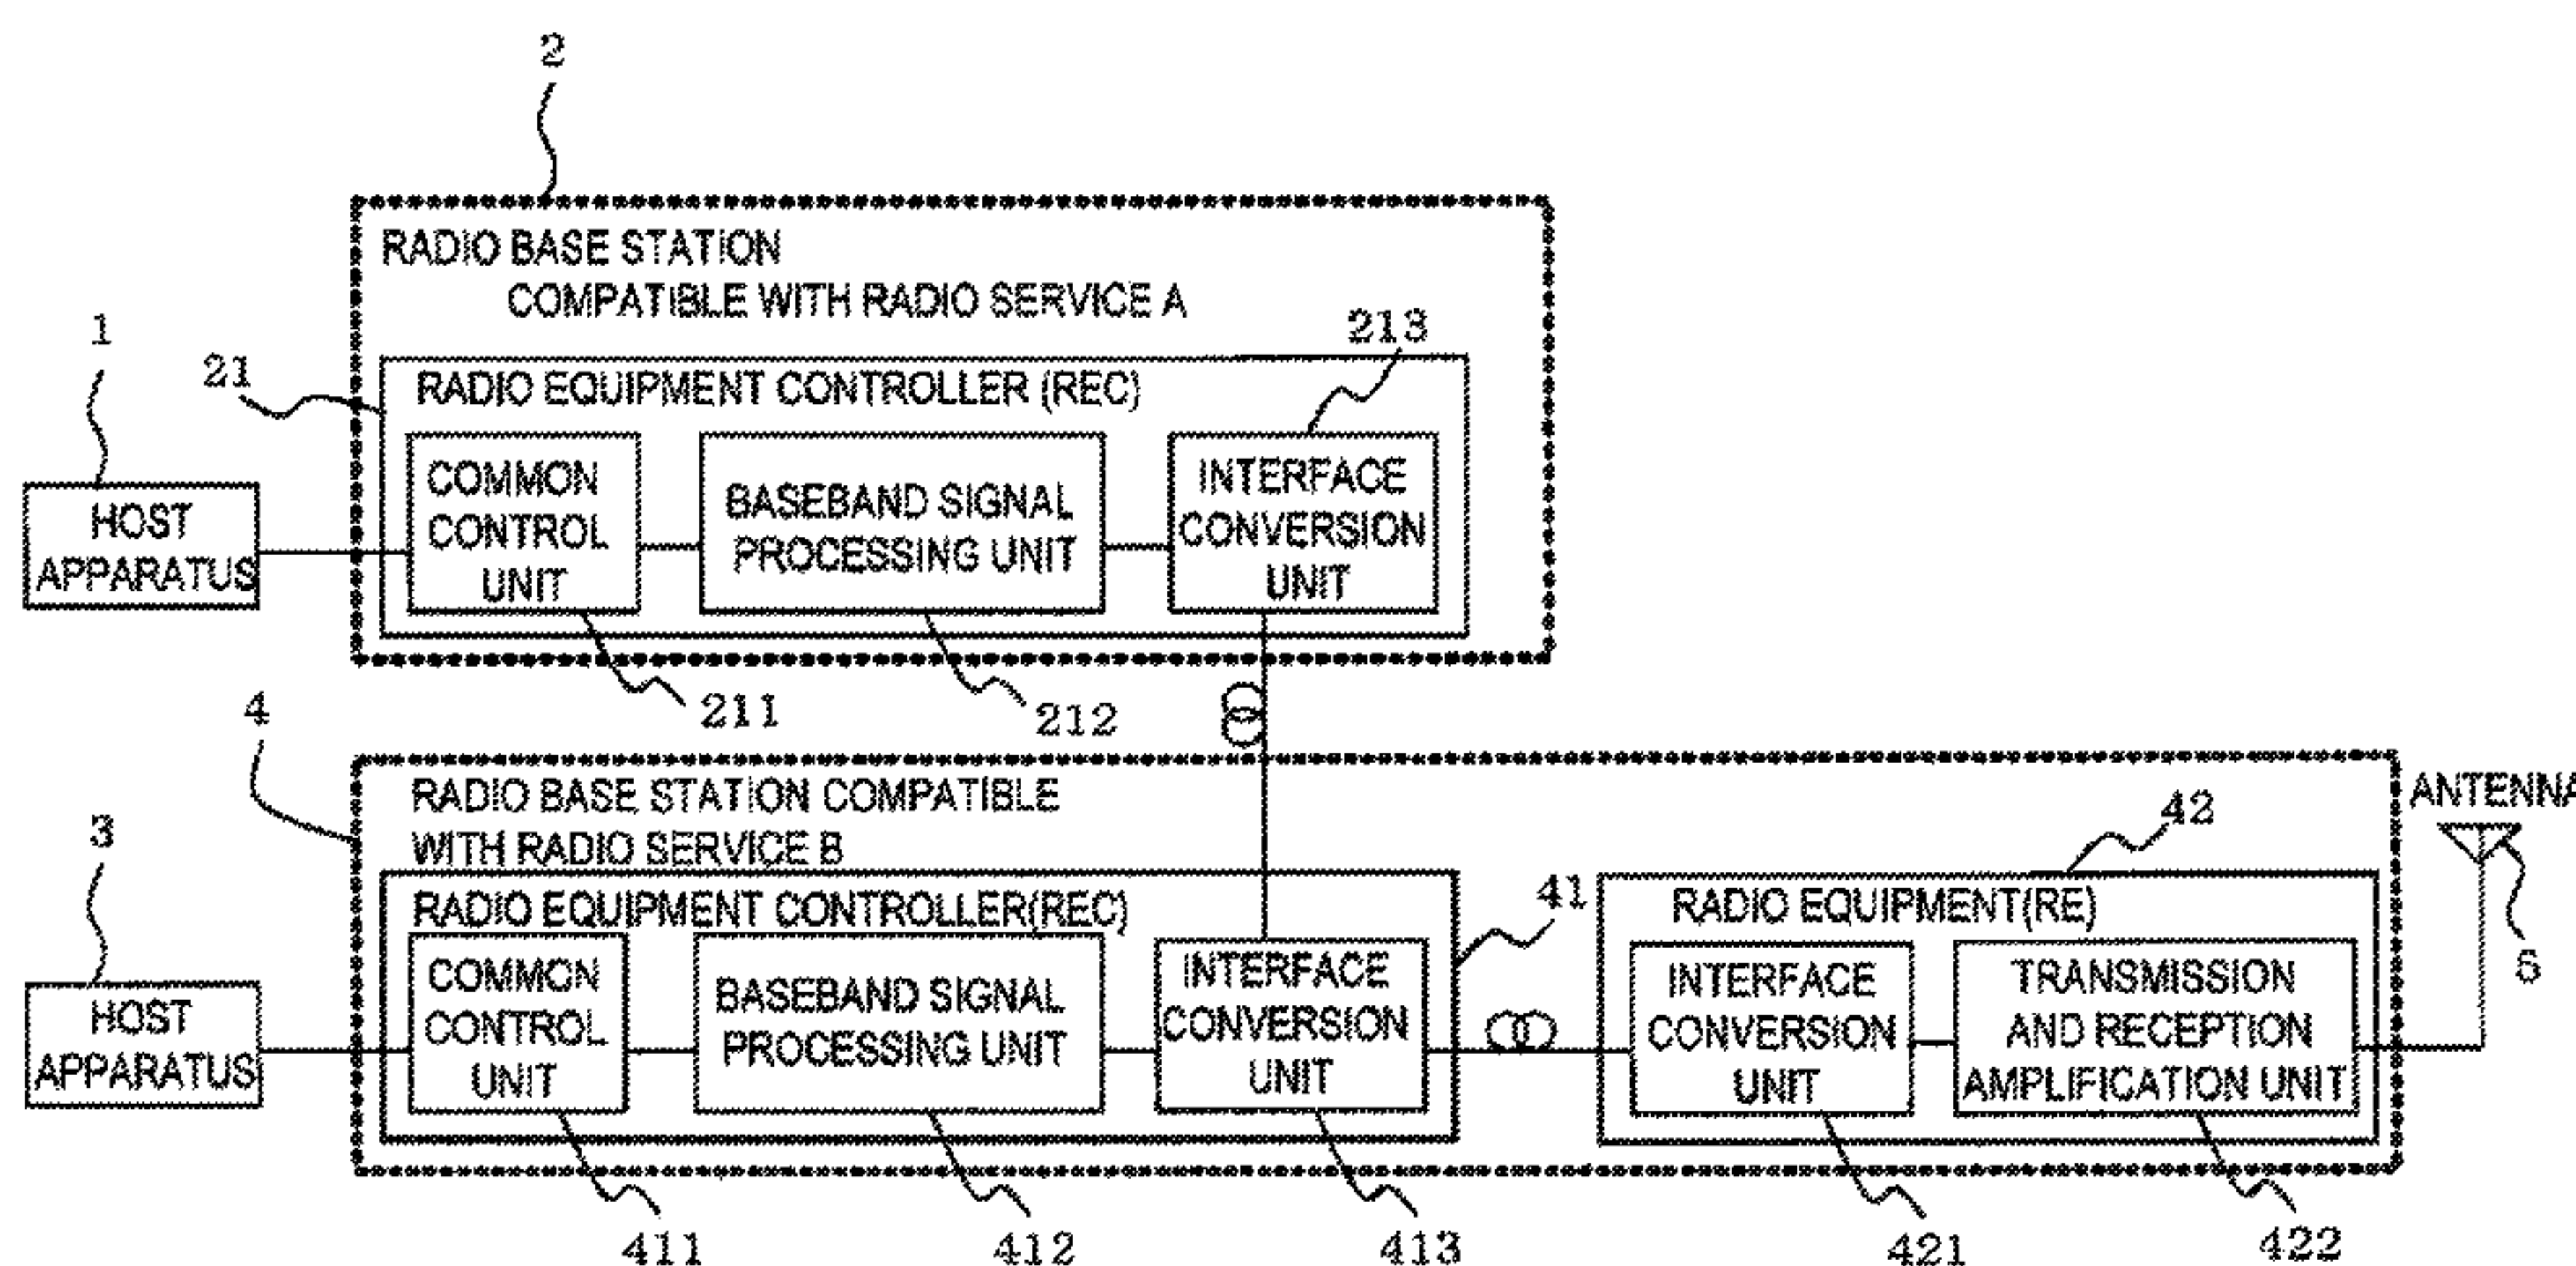 2
RADIO BASE STATION
COMPATIBLE WITH RADIO SERVICE A
1
21
213
RADIO EQUIPMENT CONTROLLER (REC)
HOST
APPARATUS
COMMON
CONTROL
UNIT
BASEBAND SIGNAL
PROCESSING UNIT
INTERFACE
CONVERSION
UNIT
211
212
4
RADIO BASE STATION COMPATIBLE
WITH RADIO SERVICE B
ANTENNA
3
42
41
5
RADIO EQUIPMENT CONTROLLER(REC)
RADIO EQUIPMENT(RE)
HOST
APPARATUS
COMMON
CONTROL
UNIT
BASEBAND SIGNAL
PROCESSING UNIT
INTERFACE
CONVERSION
UNIT
INTERFACE
CONVERSION
UNIT
TRANSMISSION
AND RECEPTION
AMPLIFICATION UNIT
411
412
413
421
422